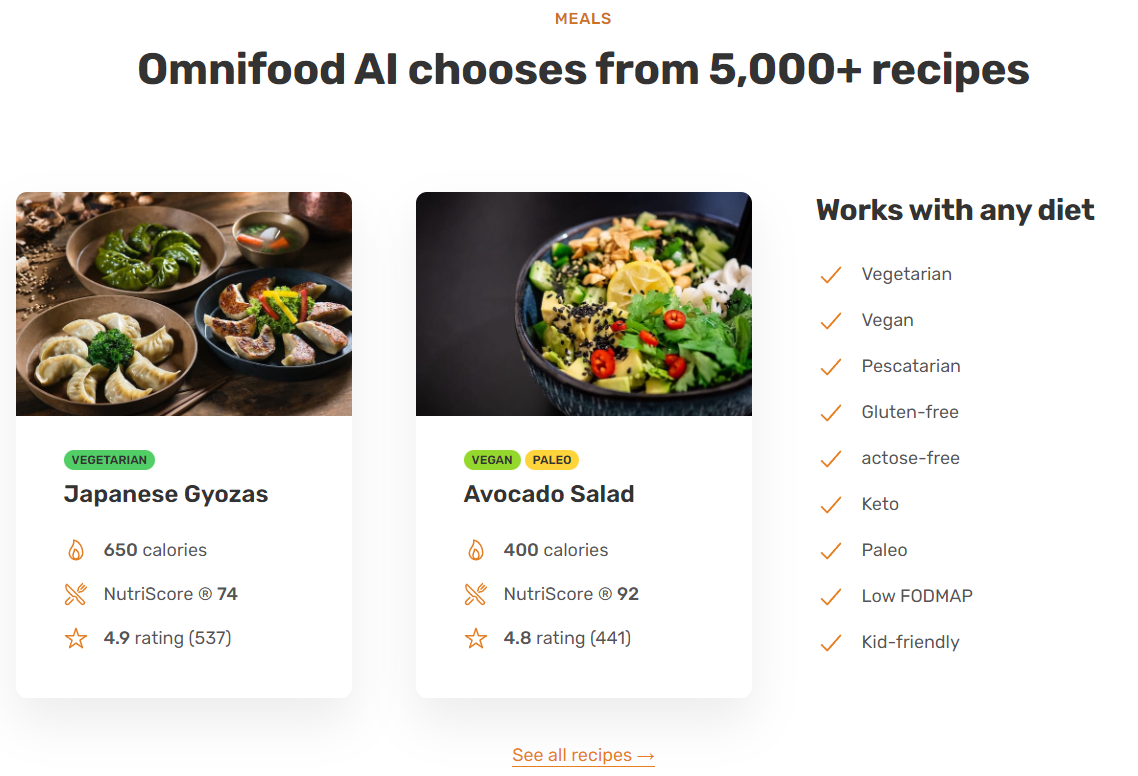 MEALS
Omnifood AI chooses from 5,000+ recipes
VEGETARIAN
Japanese Gyozas
650 calories
NutriScore ® 74
4.9 rating (537)
VEGAN PALEO
Avocado Salad
400 calories
NutriScore ® 92
4.8 rating (441)
Works with any diet
Vegetarian
Vegan
Pescatarian
Gluten-free
actose-free
Keto
Paleo
Low FODMAP
Kid-friendly
See all recipes →